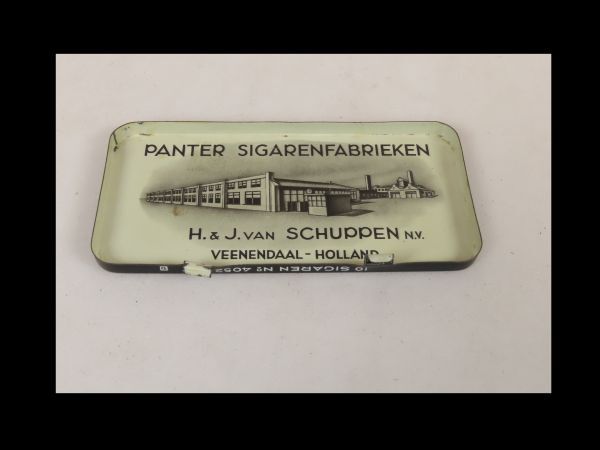 PANTER SIGARENFABRIEKEN
H. & J. VAN SCHUPPEN N.V.
VEENENDAAL - HOLLAND
10 SIGAREN No 4052